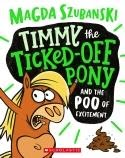 MAGDA SZUBANSKI
TIMMY the
TICKED-OFF
PONY
AND THE
POO OF
EXCITEMENT
SCHOLASTIC